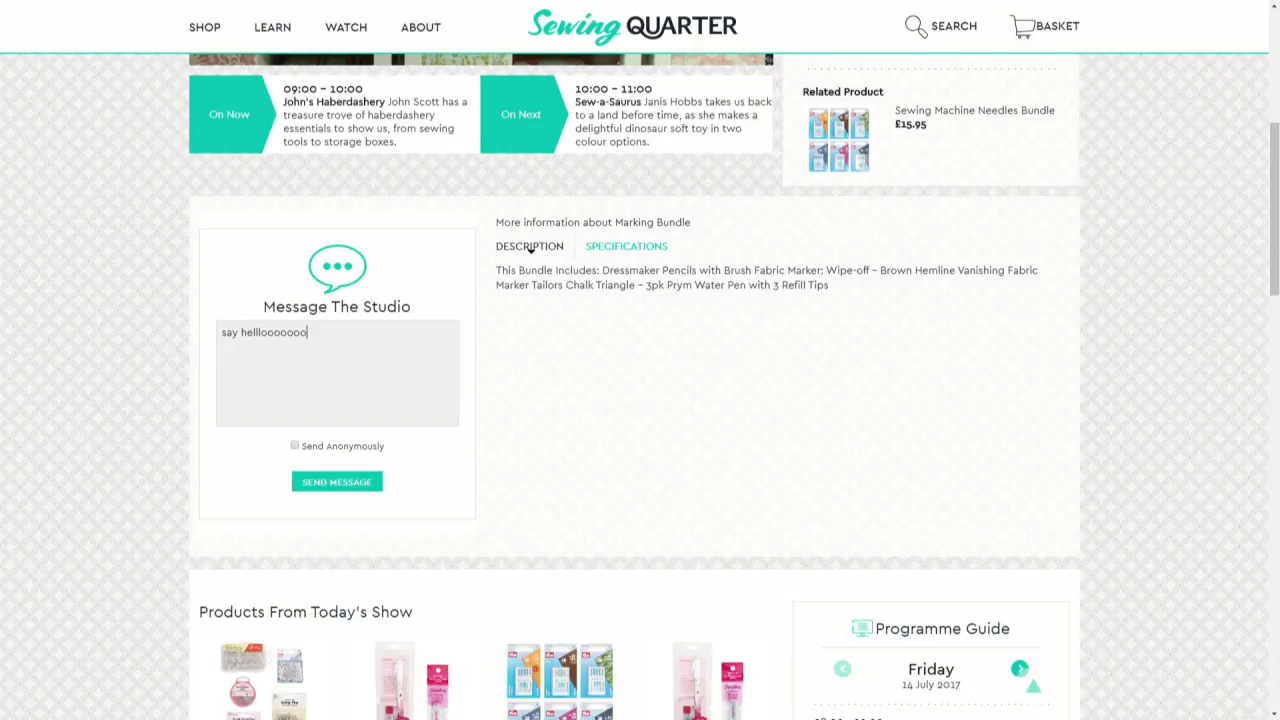 SHOP
LEARN
WATCH
ABOUT
Sewing QUARTER
SEARCH
BASKET
On Now
09:00 - 10:00
John's Haberdashery John Scott has a
treasure trove of haberdashery
essentials to show us, from sewing
tools to storage boxes.
On Next
10:00 - 11:00
Sew-a-Saurus Janis Hobbs takes us back
to a land before time, as she makes a
delightful dinosaur soft toy in two
colour options.
Related Product
Sewing Machine Needles Bundle
£15.95
Message The Studio
say hellloooooooo
Send Anonymously
SEND MESSAGE
More information about Marking Bundle
DESCRIPTION
SPECIFICATIONS
This Bundle Includes: Dressmaker Pencils with Brush Fabric Marker: Wipe-off - Brown Hemline Vanishing Fabric
Marker Tailors Chalk Triangle - 3pk Prym Water Pen with 3 Refill Tips
Products From Today's Show
Programme Guide
Friday
14 July 2017